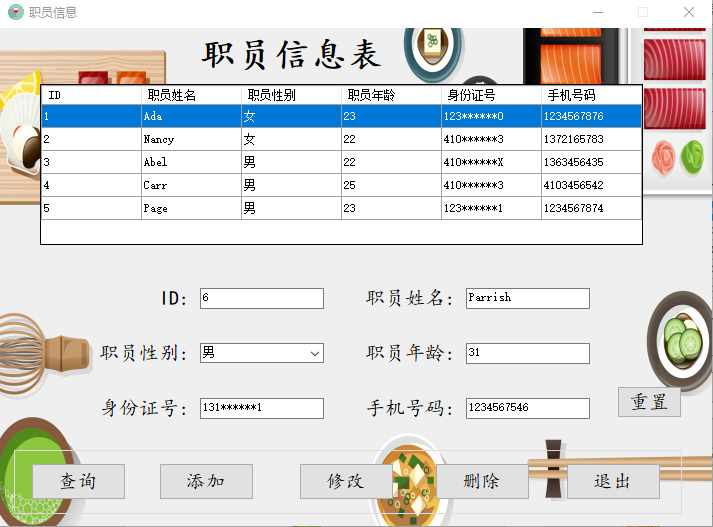 职员信息
职员信息表
ID 职员姓名 职员性别 职员年龄 身份证号 手机号码
1 Ada 女 23 123******0 1234567876
2 Nancy 女 22 410******3 1372165783
3 Abel 男 22 410******X 1363456435
4 Carr 男 25 410******3 4103456542
5 Page 男 23 123******1 1234567874
ID: 6 职员姓名: Parrish
职员性别: 男 职员年龄: 31
身份证号: 131******1 手机号码: 1234567546
重置
查询 添加 修改 删除 退出